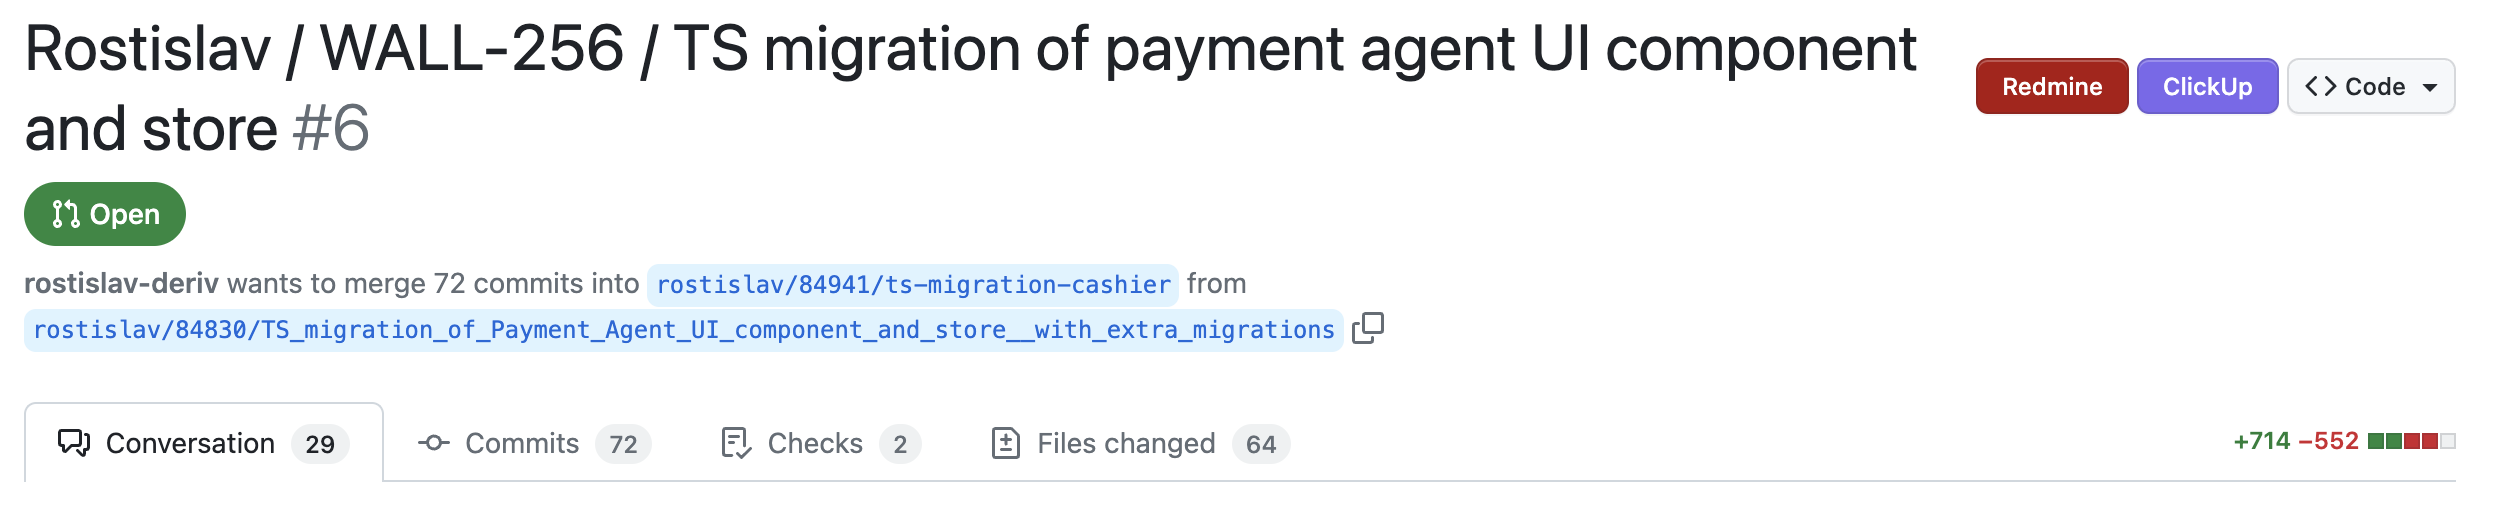 Rostislav / WALL-256 / TS migration of payment agent UI component
and store #6
Redmine
ClickUp
Code
Open
rostislav-deriv wants to merge 72 commits into rostislav/84941/ts-migration-cashier from
rostislav/84830/TS_migration_of_Payment_Agent_UI_component_and_store__with_extra_migrations
Conversation 29
Commits 72
Checks 2
Files changed 64
+714 −552